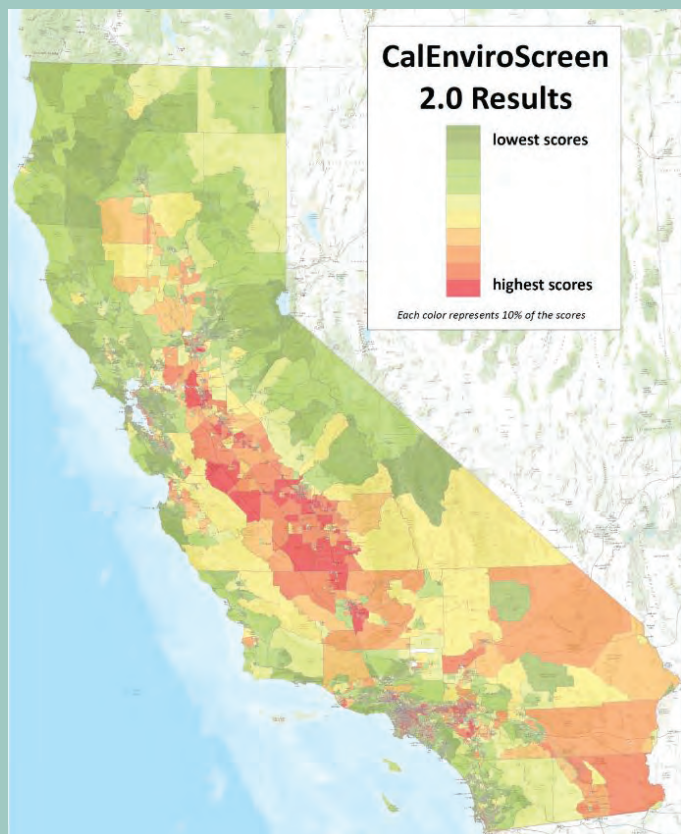 CalEnviroScreen
2.0 Results
lowest scores
highest scores
Each color represents 10% of the scores